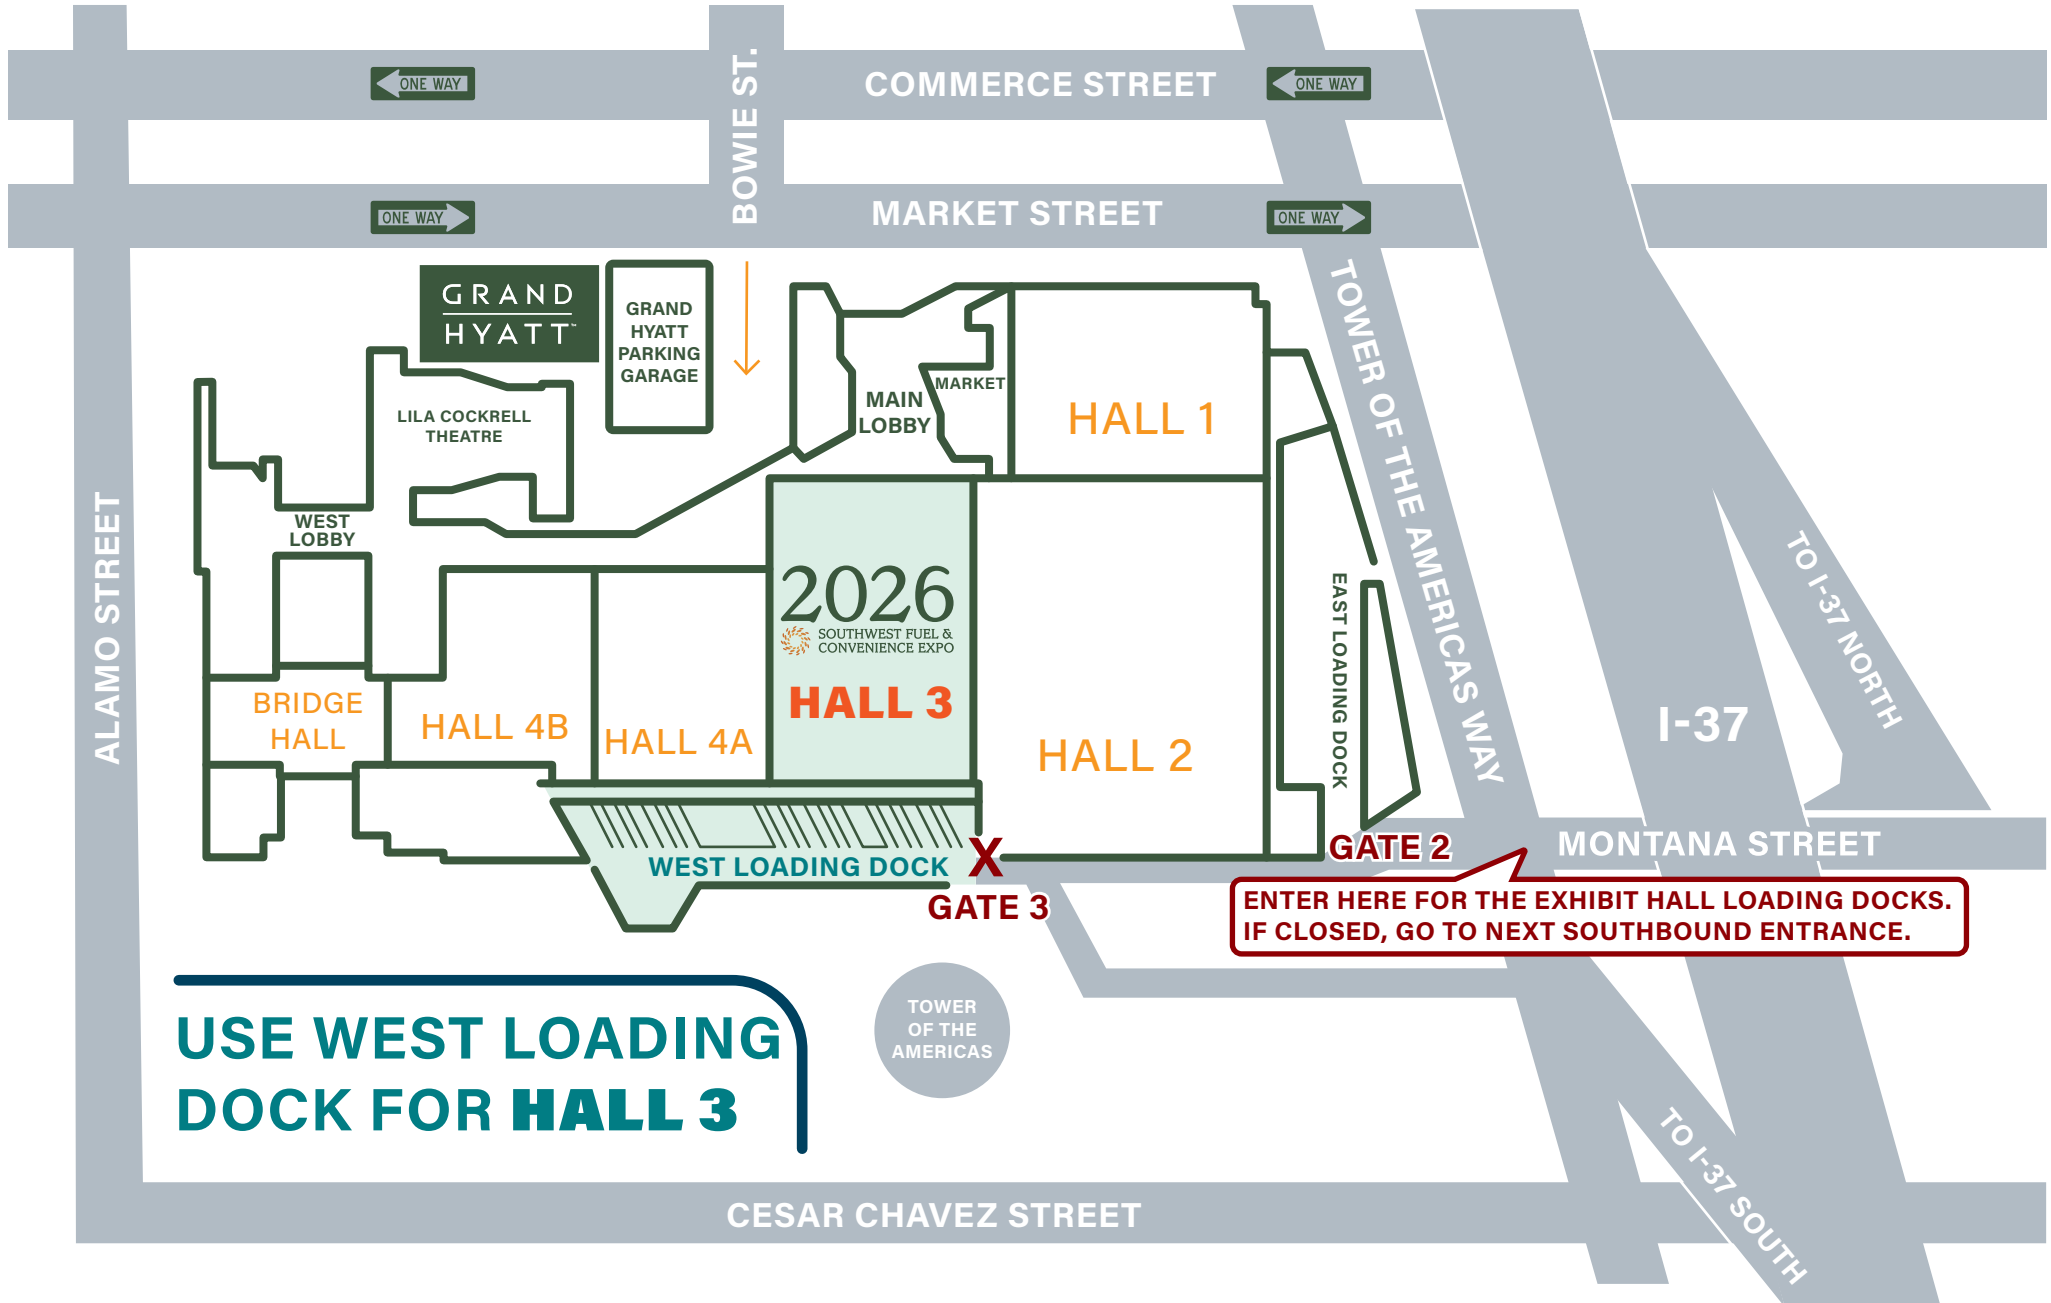 BOWIE ST.
COMMERCE STREET
ONE WAY
ONE WAY
MARKET STREET
ONE WAY
ONE WAY
GRAND
HYATT™
GRAND
HYATT
PARKING
GARAGE
LILA COCKRELL
THEATRE
MAIN
LOBBY
MARKET
HALL 1
TOWER OF THE AMERICAS WAY
ALAMO STREET
WEST
LOBBY
2026
SOUTHWEST FUEL &
CONVENIENCE EXPO
HALL 3
EAST LOADING DOCK
TO I-37 NORTH
I-37
BRIDGE
HALL
HALL 4B
HALL 4A
HALL 2
WEST LOADING DOCK
X
GATE 3
GATE 2
MONTANA STREET
ENTER HERE FOR THE EXHIBIT HALL LOADING DOCKS.
IF CLOSED, GO TO NEXT SOUTHBOUND ENTRANCE.
TOWER
OF THE
AMERICAS
USE WEST LOADING
DOCK FOR HALL 3
TO I-37 SOUTH
CESAR CHAVEZ STREET